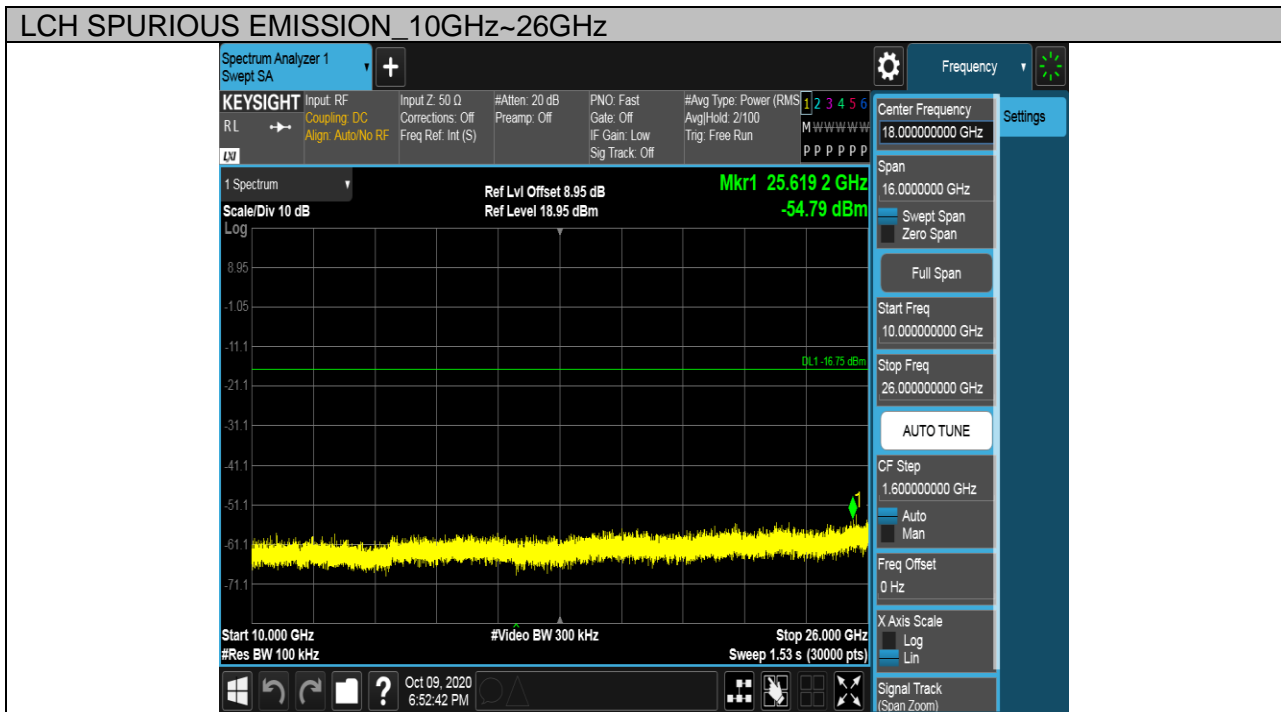 LCH SPURIOUS EMISSION_10GHz~26GHz
Spectrum Analyzer 1
Swept SA
Frequency
KEYSIGHT
RL
LXI
Input: RF
Coupling: DC
Align: Auto/No RF
Input Z: 50 Ω
Corrections: Off
Freq Ref: Int (S)
#Atten: 20 dB
Preamp: Off
PNO: Fast
Gate: Off
IF Gain: Low
Sig Track: Off
#Avg Type: Power (RMS
Avg|Hold: 2/100
Trig: Free Run
1 2 3 4 5 6
M W W W W W
P P P P P P
Settings
Center Frequency
18.000000000 GHz
Span
16.0000000 GHz
Swept Span
Zero Span
Full Span
Start Freq
10.000000000 GHz
Stop Freq
26.000000000 GHz
AUTO TUNE
CF Step
1.600000000 GHz
Auto
Man
Freq Offset
0 Hz
X Axis Scale
Log
Lin
Signal Track
(Span Zoom)
1 Spectrum
Scale/Div 10 dB
Ref Lvl Offset 8.95 dB
Ref Level 18.95 dBm
Mkr1 25.619 2 GHz
-54.79 dBm
Log
8.95
-1.05
-11.1
DL1 -16.75 dBm
-21.1
-31.1
-41.1
-51.1
1
-61.1
-71.1
Start 10.000 GHz
#Video BW 300 kHz
Stop 26.000 GHz
#Res BW 100 kHz
Sweep 1.53 s (30000 pts)
?
Oct 09, 2020
6:52:42 PM